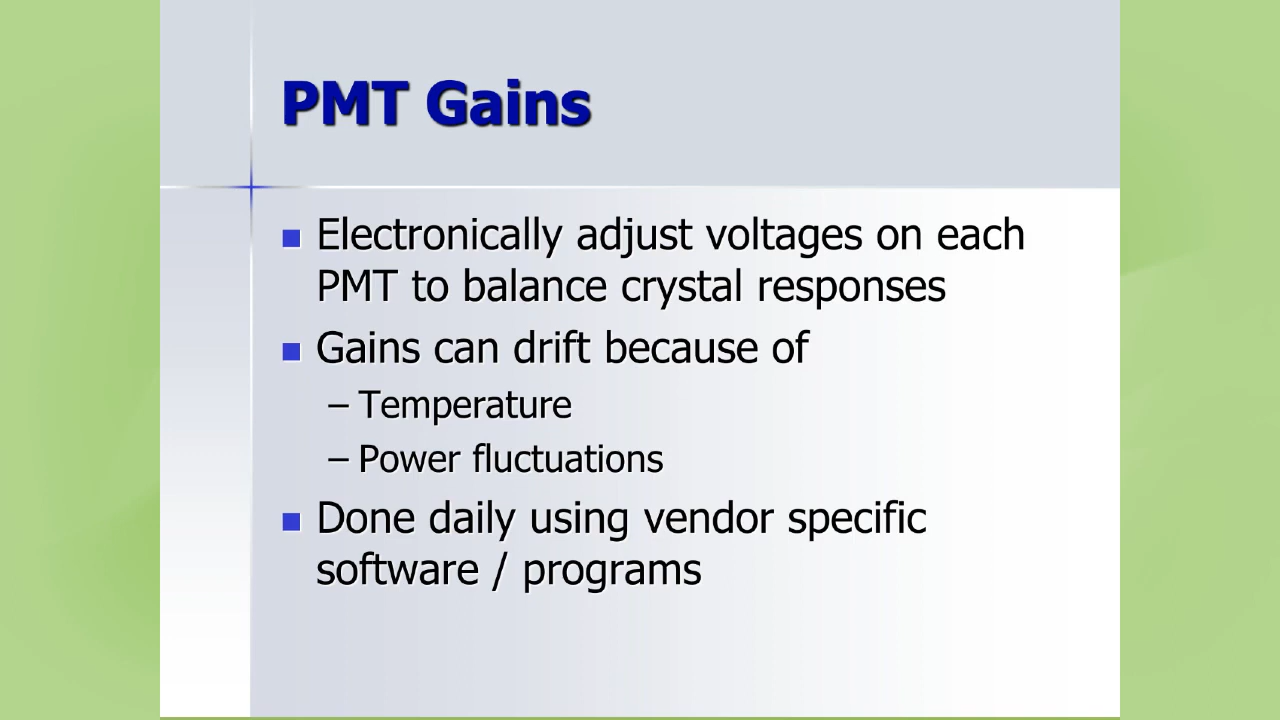 PMT Gains
Electronically adjust voltages on each
PMT to balance crystal responses
Gains can drift because of
– Temperature
– Power fluctuations
Done daily using vendor specific
software / programs